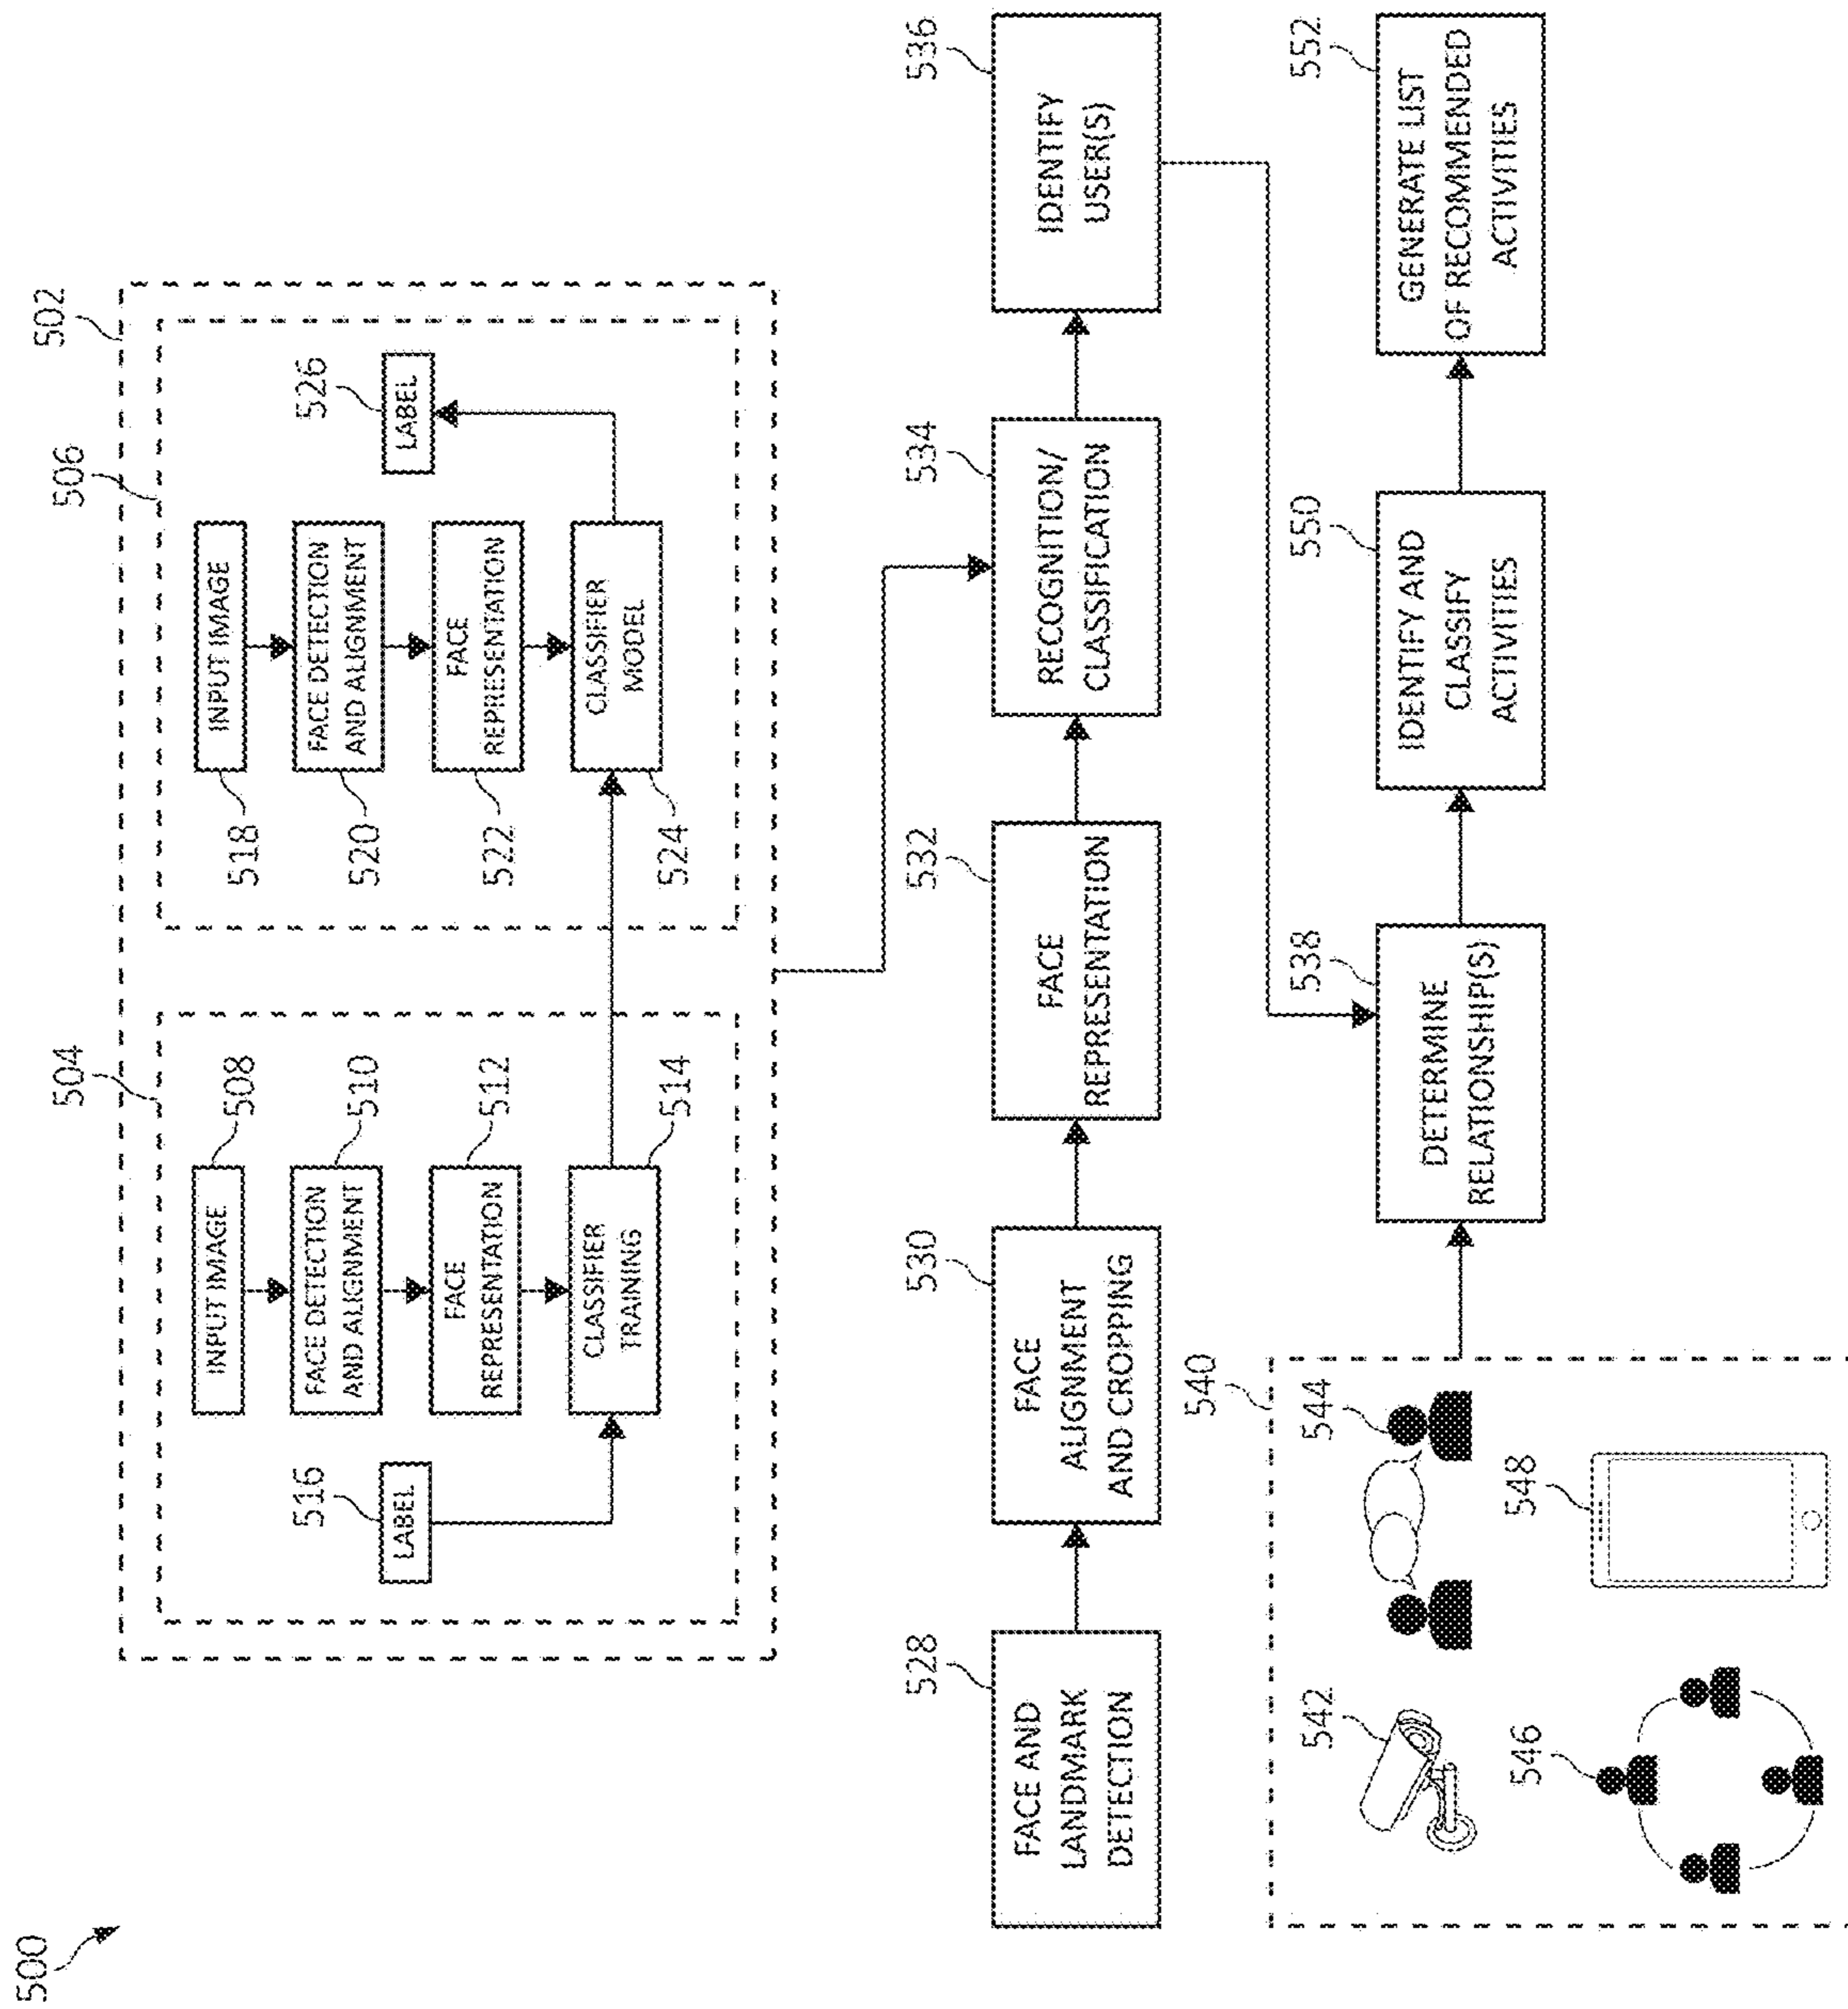 500
502
504
506
INPUT IMAGE
508
FACE DETECTION
AND ALIGNMENT
510
FACE
REPRESENTATION
512
CLASSIFIER
TRAINING
514
516
LABEL
INPUT IMAGE
518
FACE DETECTION
AND ALIGNMENT
520
FACE
REPRESENTATION
522
CLASSIFIER
MODEL
524
526
LABEL
528
FACE AND
LANDMARK
DETECTION
530
FACE
ALIGNMENT
AND CROPPING
532
FACE
REPRESENTATION
534
RECOGNITION/
CLASSIFICATION
536
IDENTIFY
USER(S)
540
542
544
546
548
538
DETERMINE
RELATIONSHIP(S)
550
IDENTIFY AND
CLASSIFY
ACTIVITIES
552
GENERATE LIST
OF RECOMMENDED
ACTIVITIES